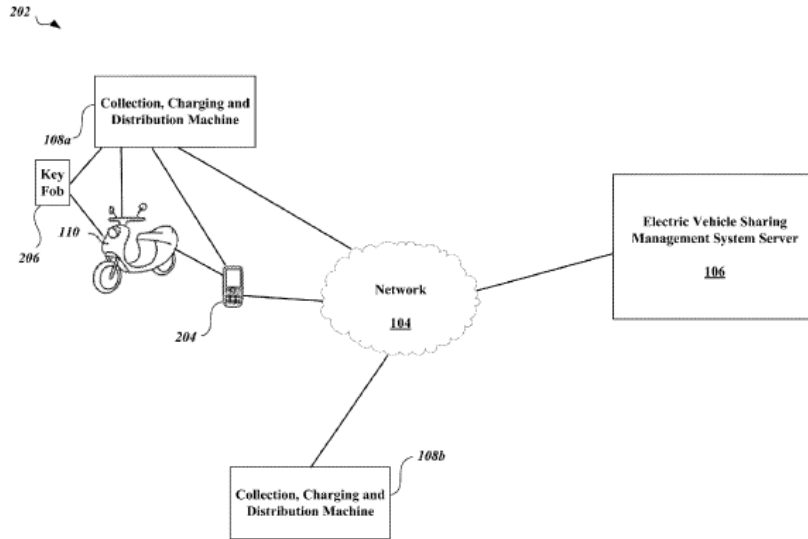 202
Collection, Charging and
Distribution Machine
108a
Key
Fob
110
206
204
Network
104
Electric Vehicle Sharing
Management System Server
106
108b
Collection, Charging and
Distribution Machine